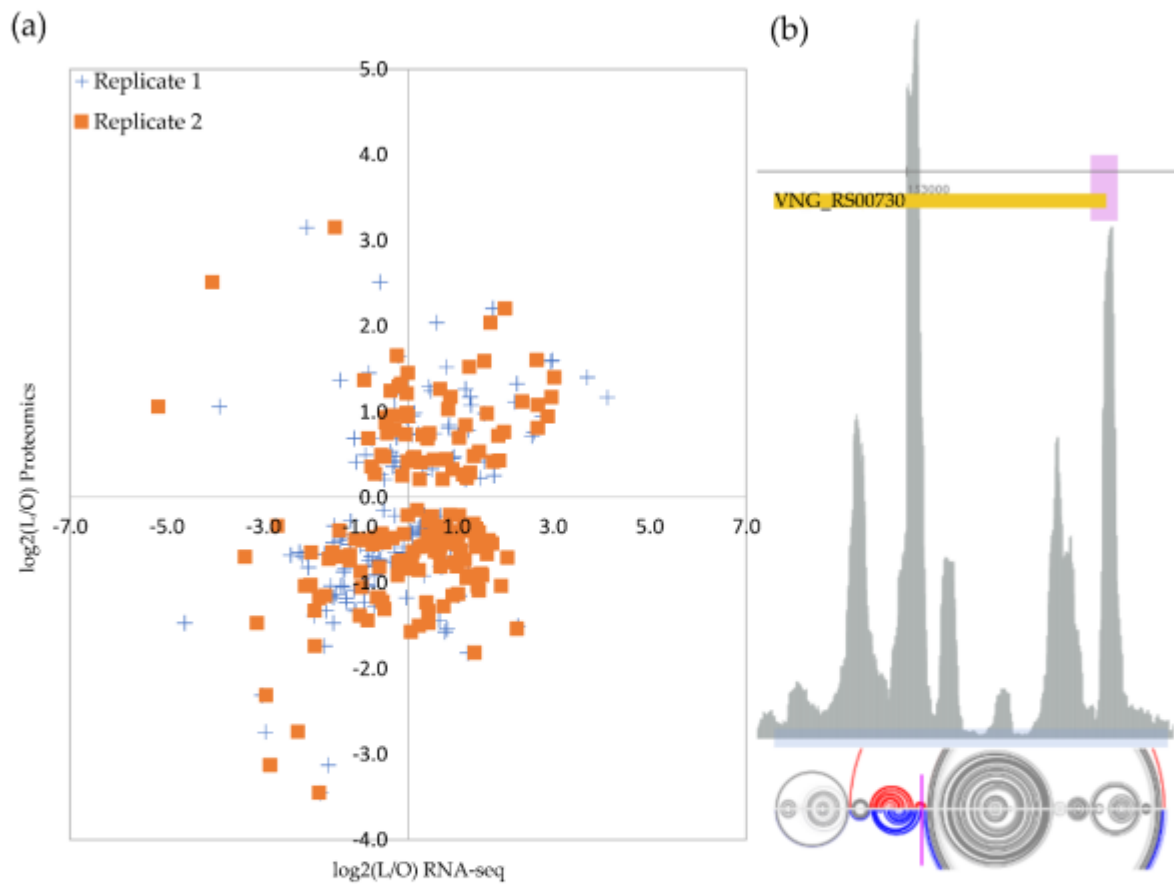 (a)
(b)
Replicate 1
Replicate 2
5.0
4.0
3.0
2.0
1.0
0.0
-7.0 -5.0 -3.0 -1.0 1.0 3.0 5.0 7.0
-1.0
-2.0
-3.0
-4.0
log2(L/O) Proteomics
log2(L/O) RNA-seq
153000
VNG_RS00730